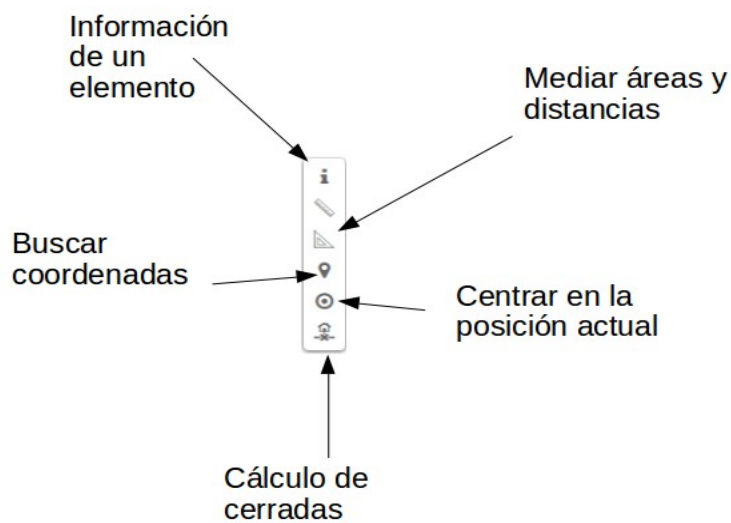 Información
de un
elemento
Mediar áreas y
distancias
Buscar
coordenadas
Centrar en la
posición actual
Cálculo de
cerradas